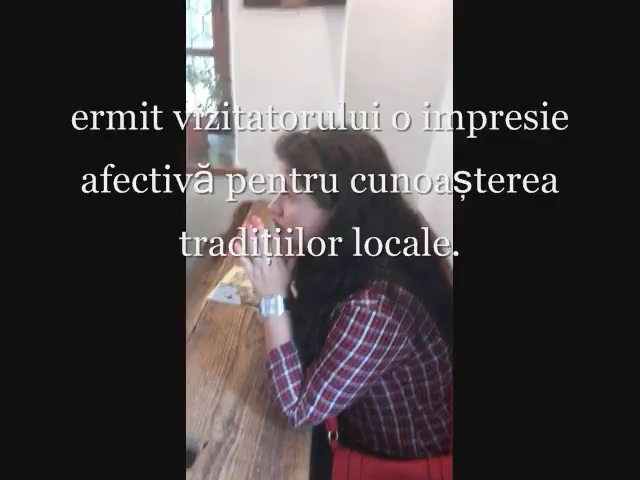 ermit vizitatorului o impresie
afectivă pentru cunoașterea
tradițiilor locale.